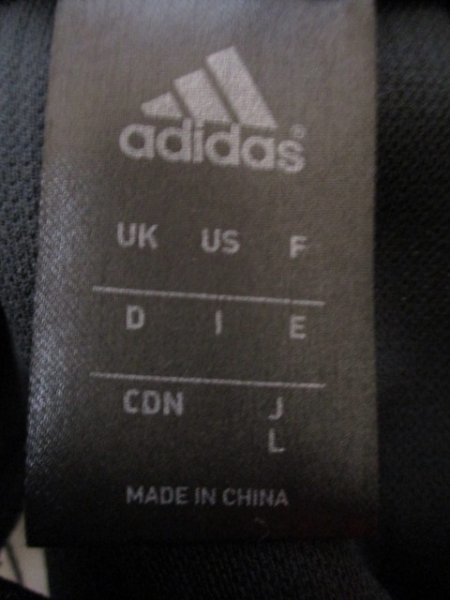 adidas®
UK US F
D I E
CDN J
L
MADE IN CHINA